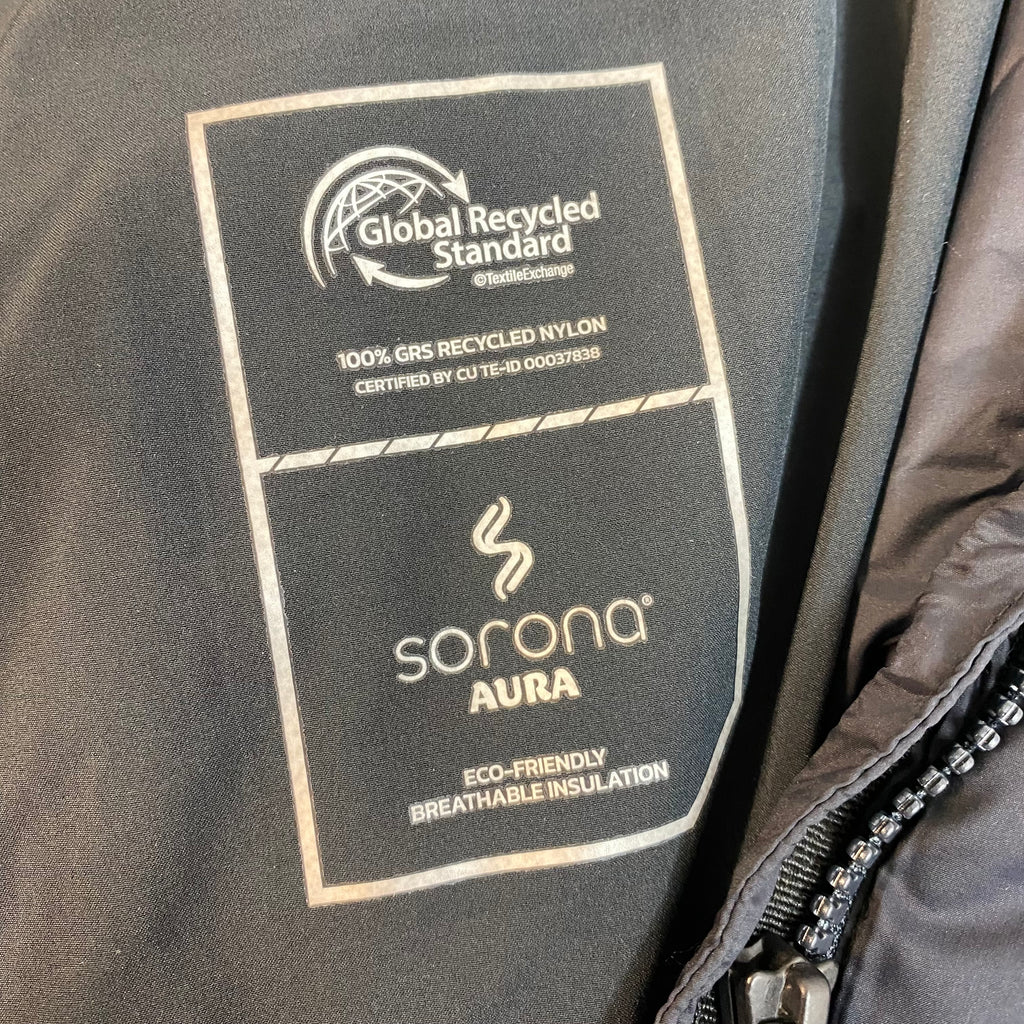 Global Recycled
Standard
©TextileExchange
100% GRS RECYCLED NYLON
CERTIFIED BY CU TE-ID 00037838
sorona®
AURA
ECO-FRIENDLY
BREATHABLE INSULATION